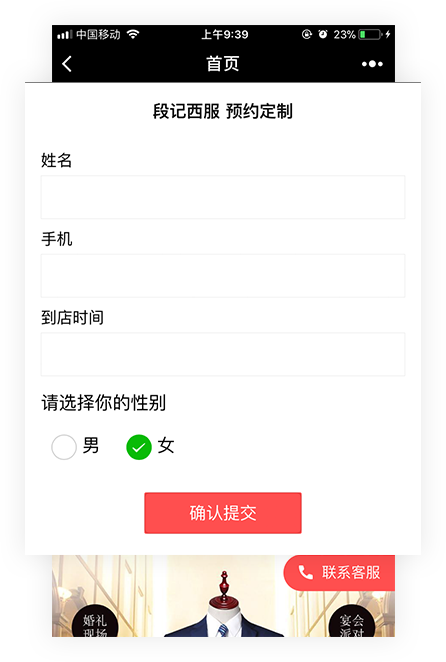 中国移动 上午9:39 23%
首页
段记西服 预约定制
姓名
手机
到店时间
请选择你的性别
男 女
确认提交
联系客服
婚礼 宴会
现场 派对